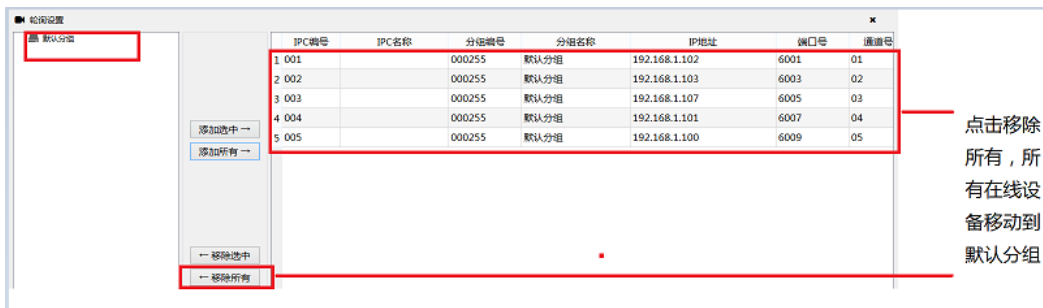 轮询设置
默认分组
IPC编号 IPC名称 分组编号 分组名称 IP地址 端口号 通道号
1 001 000255 默认分组 192.168.1.102 6001 01
2 002 000255 默认分组 192.168.1.103 6003 02
3 003 000255 默认分组 192.168.1.107 6005 03
4 004 000255 默认分组 192.168.1.101 6007 04
5 005 000255 默认分组 192.168.1.100 6009 05
添加选中→
添加所有→
←移除选中
←移除所有
点击移除
所有，所
有在线设
备移动到
默认分组